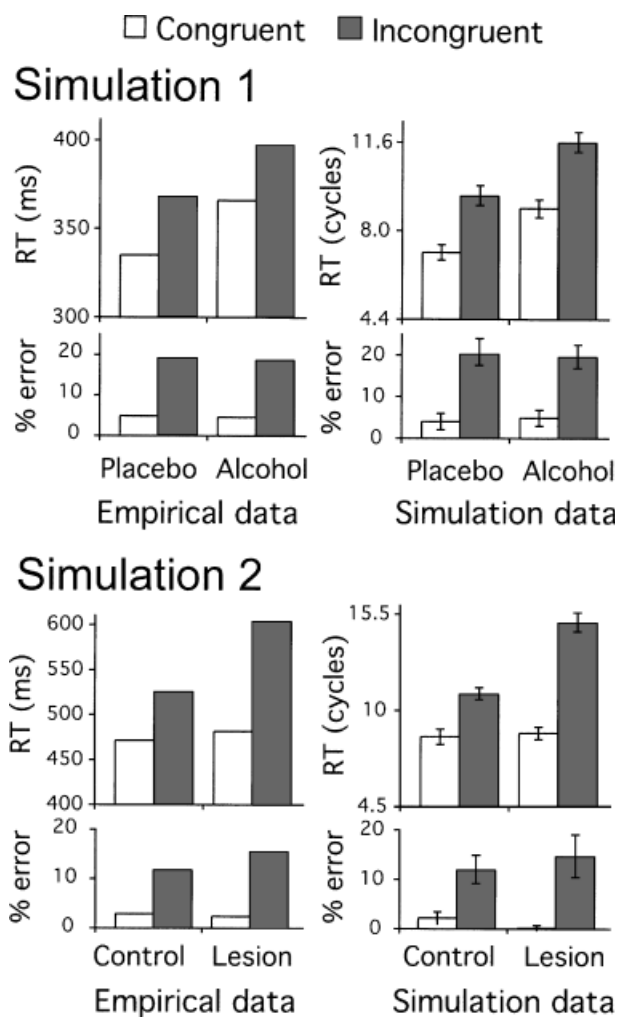 Congruent Incongruent
Simulation 1
RT (ms)
400
350
300
% error
20
10
0
Placebo Alcohol
Empirical data
RT (cycles)
11.6
8.0
4.4
% error
20
10
0
Placebo Alcohol
Simulation data
Simulation 2
RT (ms)
600
550
500
450
400
% error
20
10
0
Control Lesion
Empirical data
RT (cycles)
15.5
10
4.5
% error
20
10
0
Control Lesion
Simulation data